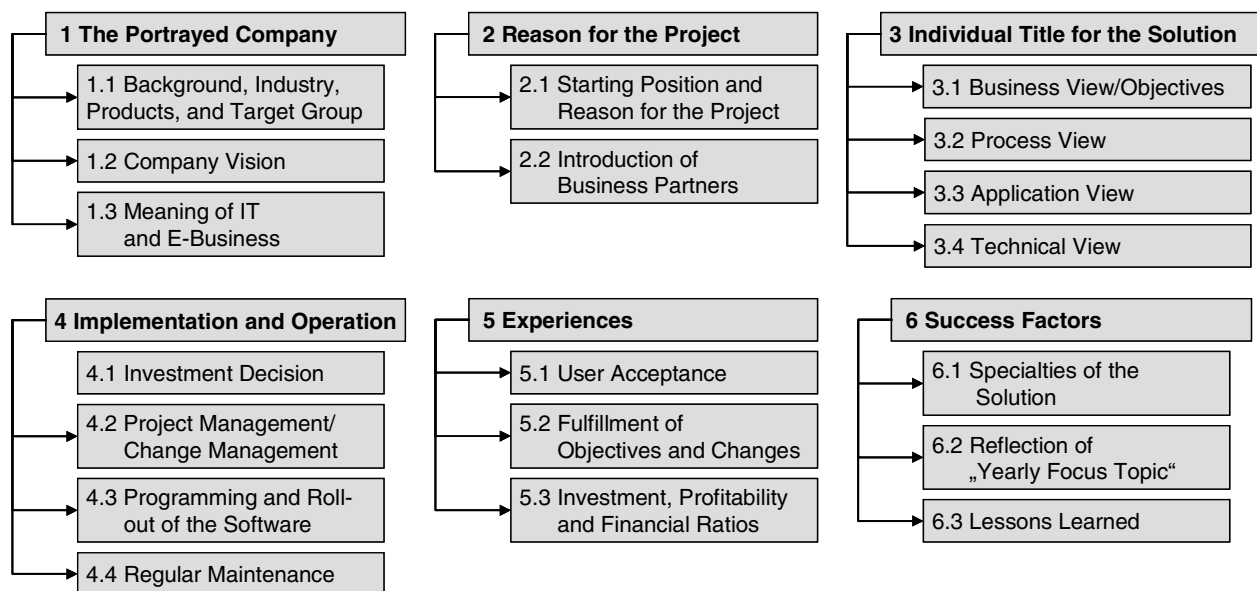 1 The Portrayed Company
1.1 Background, Industry,
Products, and Target Group
1.2 Company Vision
1.3 Meaning of IT
and E-Business
2 Reason for the Project
2.1 Starting Position and
Reason for the Project
2.2 Introduction of
Business Partners
3 Individual Title for the Solution
3.1 Business View/Objectives
3.2 Process View
3.3 Application View
3.4 Technical View
4 Implementation and Operation
4.1 Investment Decision
4.2 Project Management/
Change Management
4.3 Programming and Roll-
out of the Software
4.4 Regular Maintenance
5 Experiences
5.1 User Acceptance
5.2 Fulfillment of
Objectives and Changes
5.3 Investment, Profitability
and Financial Ratios
6 Success Factors
6.1 Specialties of the
Solution
6.2 Reflection of
„Yearly Focus Topic“
6.3 Lessons Learned